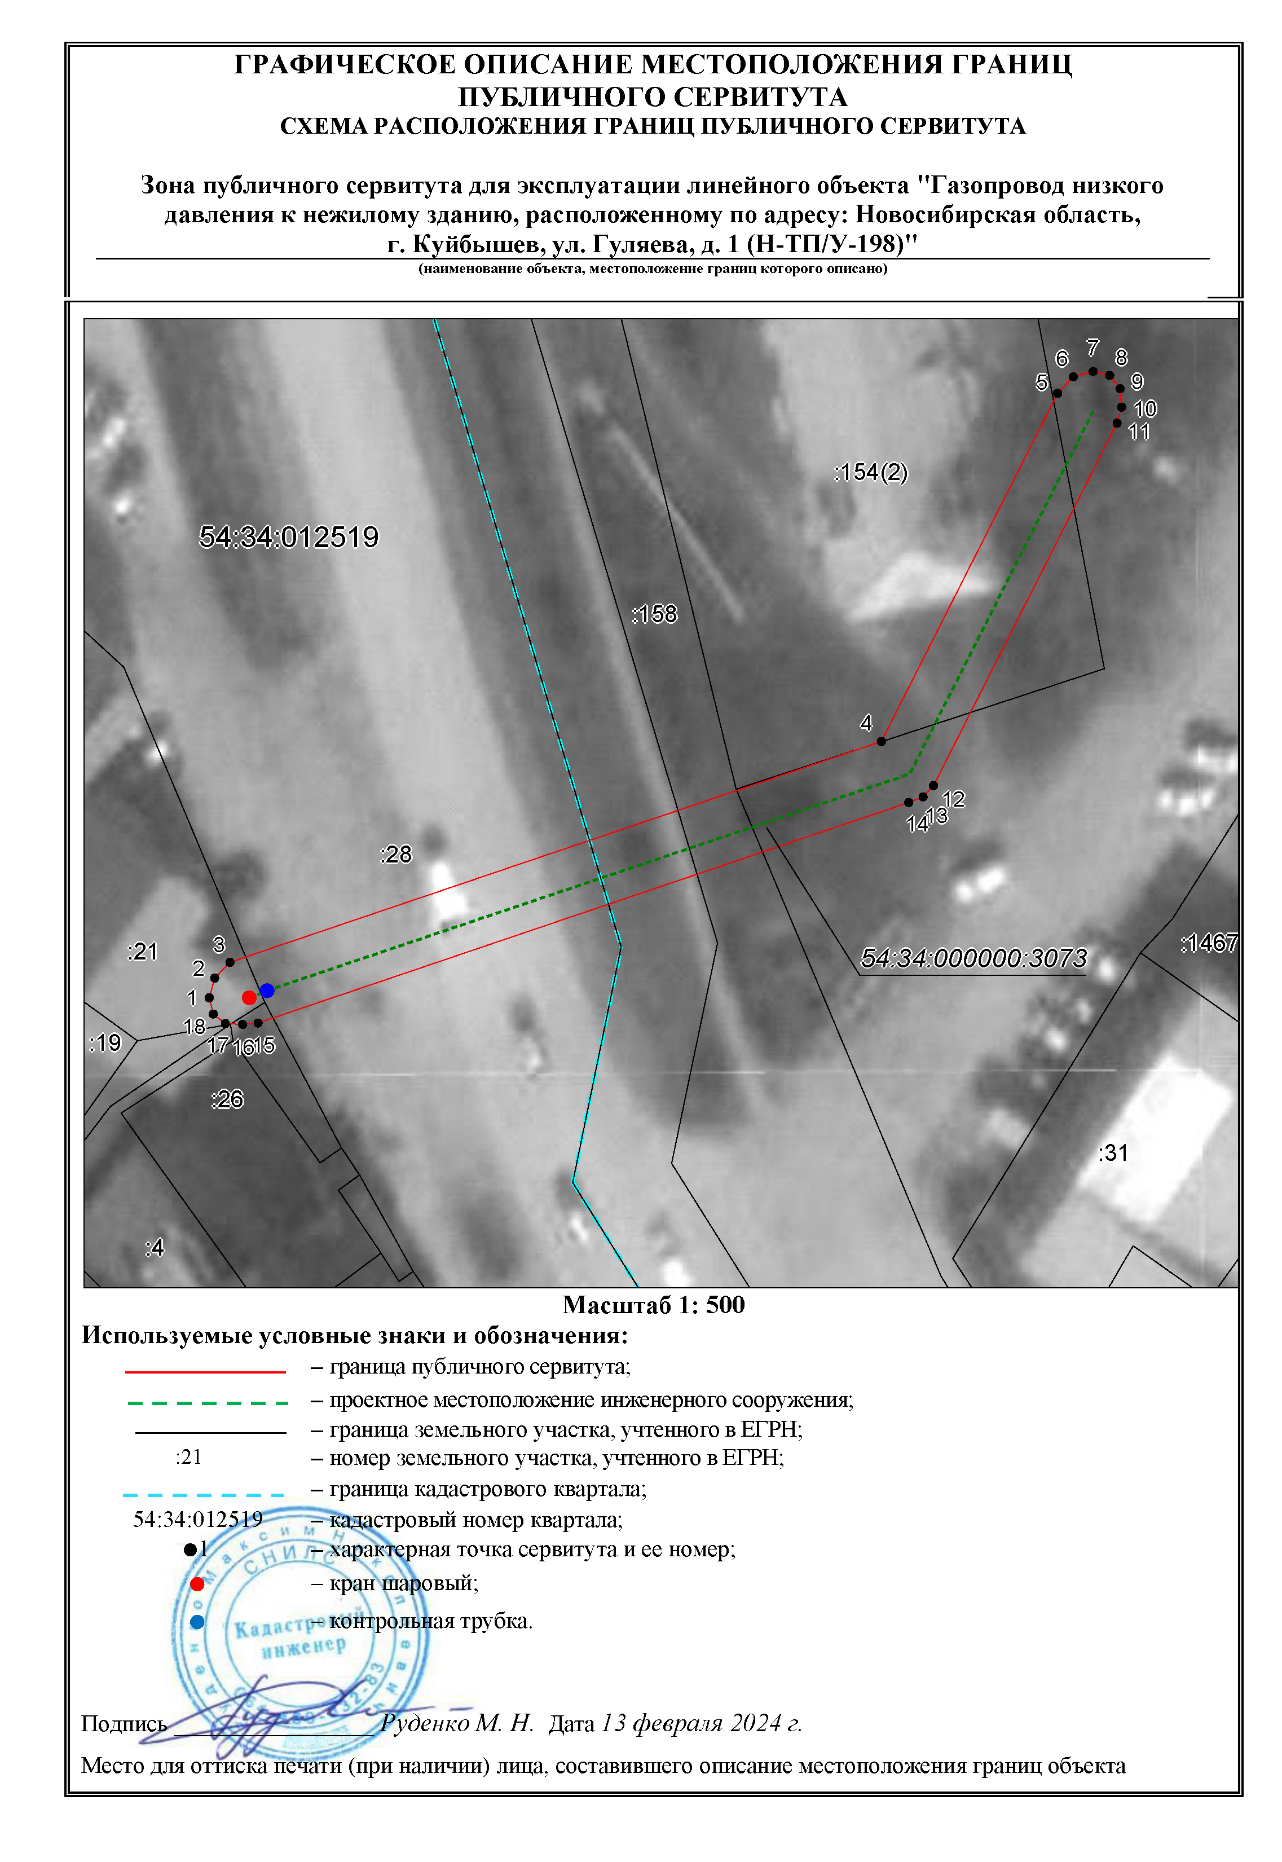 ГРАФИЧЕСКОЕ ОПИСАНИЕ МЕСТОПОЛОЖЕНИЯ ГРАНИЦ
ПУБЛИЧНОГО СЕРВИТУТА
СХЕМА РАСПОЛОЖЕНИЯ ГРАНИЦ ПУБЛИЧНОГО СЕРВИТУТА
Зона публичного сервитута для эксплуатации линейного объекта "Газопровод низкого
давления к нежилому зданию, расположенному по адресу: Новосибирская область,
г. Куйбышев, ул. Гуляева, д. 1 (Н-ТП/У-198)"
(наименование объекта, местоположение границ которого описано)
7
6
8
5
9
10
11
:154(2)
54:34:012519
:158
4
12
13
14
:28
3
:21
2
54:34:000000:3073
:1467
1
18
17
16
15
:19
:26
:31
:4
Масштаб 1: 500
Используемые условные знаки и обозначения:
– граница публичного сервитута;
– проектное местоположение инженерного сооружения;
– граница земельного участка, учтенного в ЕГРН;
:21 – номер земельного участка, учтенного в ЕГРН;
– граница кадастрового квартала;
54:34:012519 – кадастровый номер квартала;
1 – характерная точка сервитута и ее номер;
– кран шаровый;
– контрольная трубка.
СНИЛС
Кадастровый
инженер
Подпись Руденко М. Н. Дата 13 февраля 2024 г.
Место для оттиска печати (при наличии) лица, составившего описание местоположения границ объекта